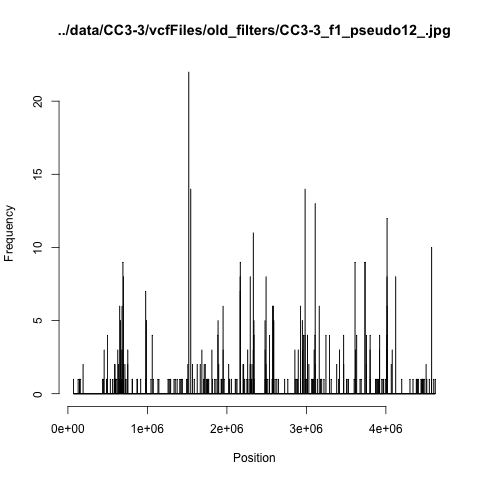 ../data/CC3-3/vcfFiles/old_filters/CC3-3_f1_pseudo12_.jpg
20
15
10
5
0
Frequency
0e+00 1e+06 2e+06 3e+06 4e+06
Position